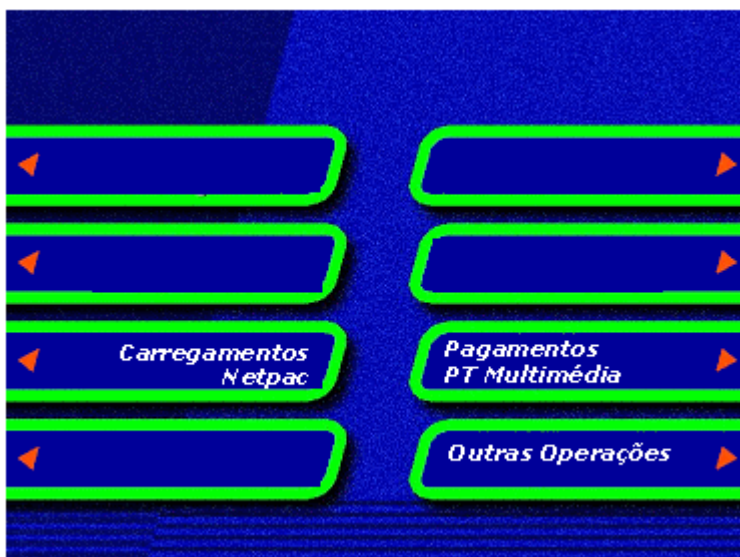 Carregamentos
Netpac
Pagamentos
PT Multimédia
Outras Operações